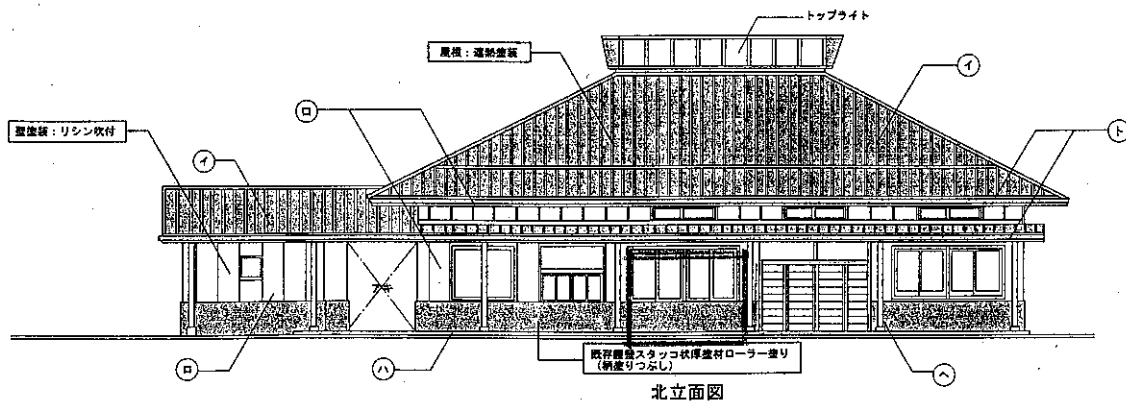 トップライト
屋根：遮熱塗装
イ
ロ
ト
壁塗装：リシン吹付
イ
アキ
既存腰壁スタッコ状厚塗材ローラー塗り
（柄塗りつぶし）
ロ
ハ
ヘ
北立面図